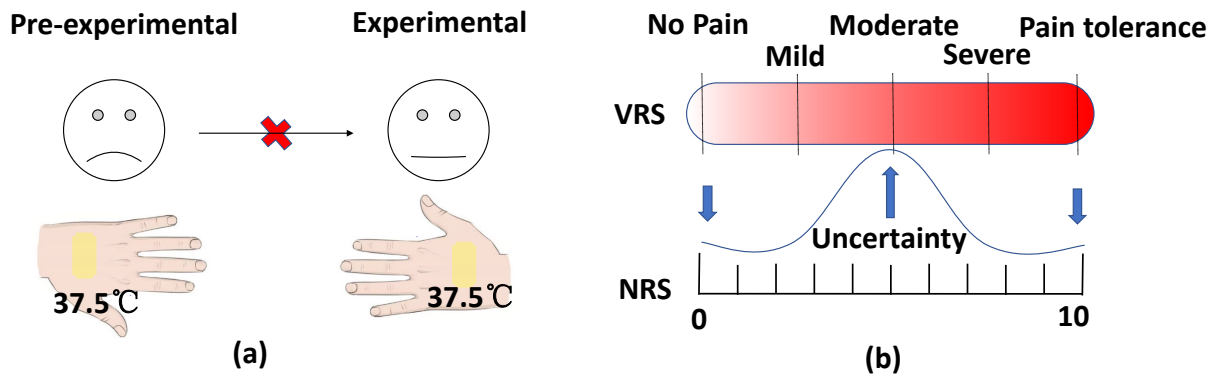 Pre-experimental
Experimental
37.5℃
37.5℃
(a)
No Pain
Moderate
Pain tolerance
Mild
Severe
VRS
Uncertainty
NRS
0
10
(b)